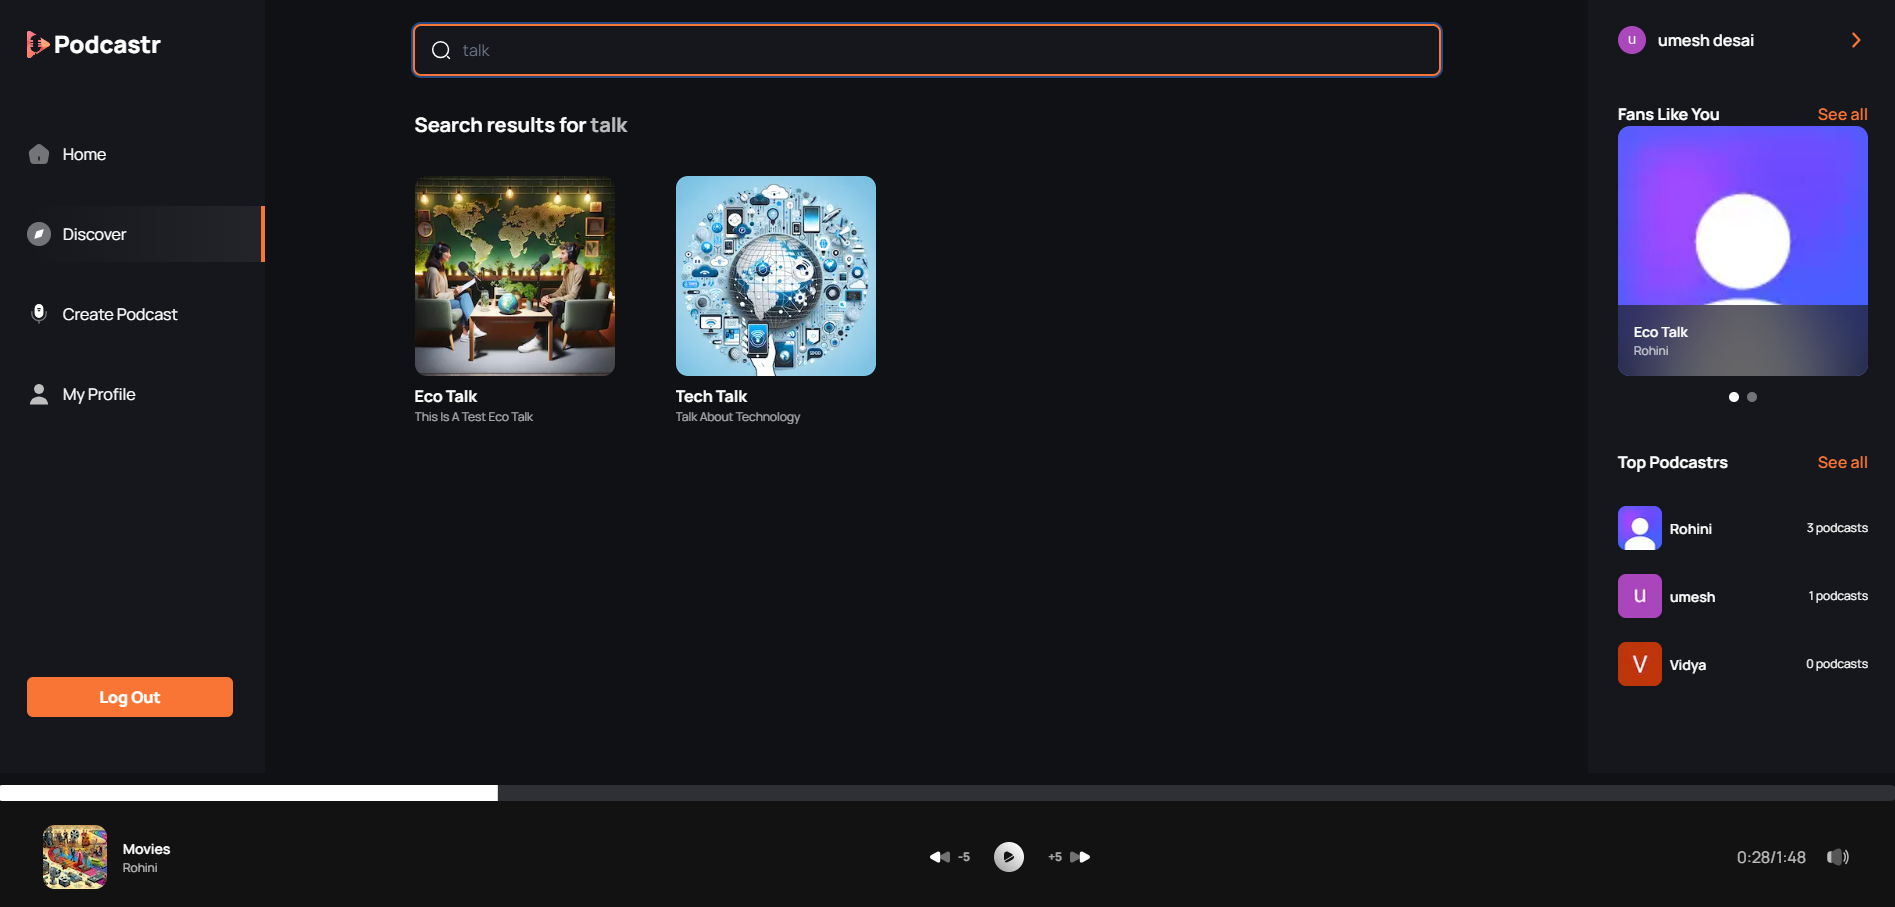 Podcastr
Home
Discover
Create Podcast
My Profile
Log Out
talk
Search results for talk
Eco Talk
This Is A Test Eco Talk
Tech Talk
Talk About Technology
u
umesh desai
Fans Like You
See all
Eco Talk
Rohini
Top Podcastrs
See all
Rohini
3 podcasts
u
umesh
1 podcasts
V
Vidya
0 podcasts
Movies
Rohini
-5
+5
0:28/1:48